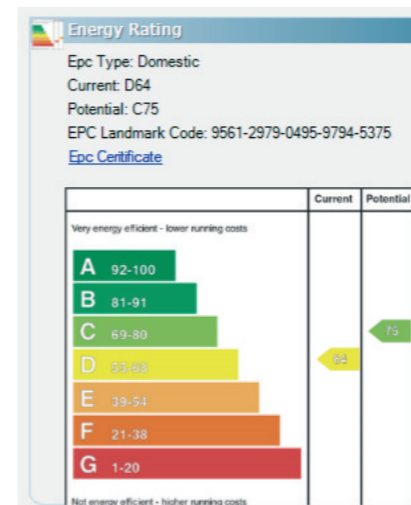 Energy Rating
Epc Type: Domestic
Current: D64
Potential: C75
EPC Landmark Code: 9561-2979-0495-9794-5375
Epc Ceritificate
Current Potential
Very energy efficient - lower running costs
A 92-100
B 81-91
C 69-80
75
D 55-68
64
E 39-54
F 21-38
G 1-20
Not energy efficient - higher running costs